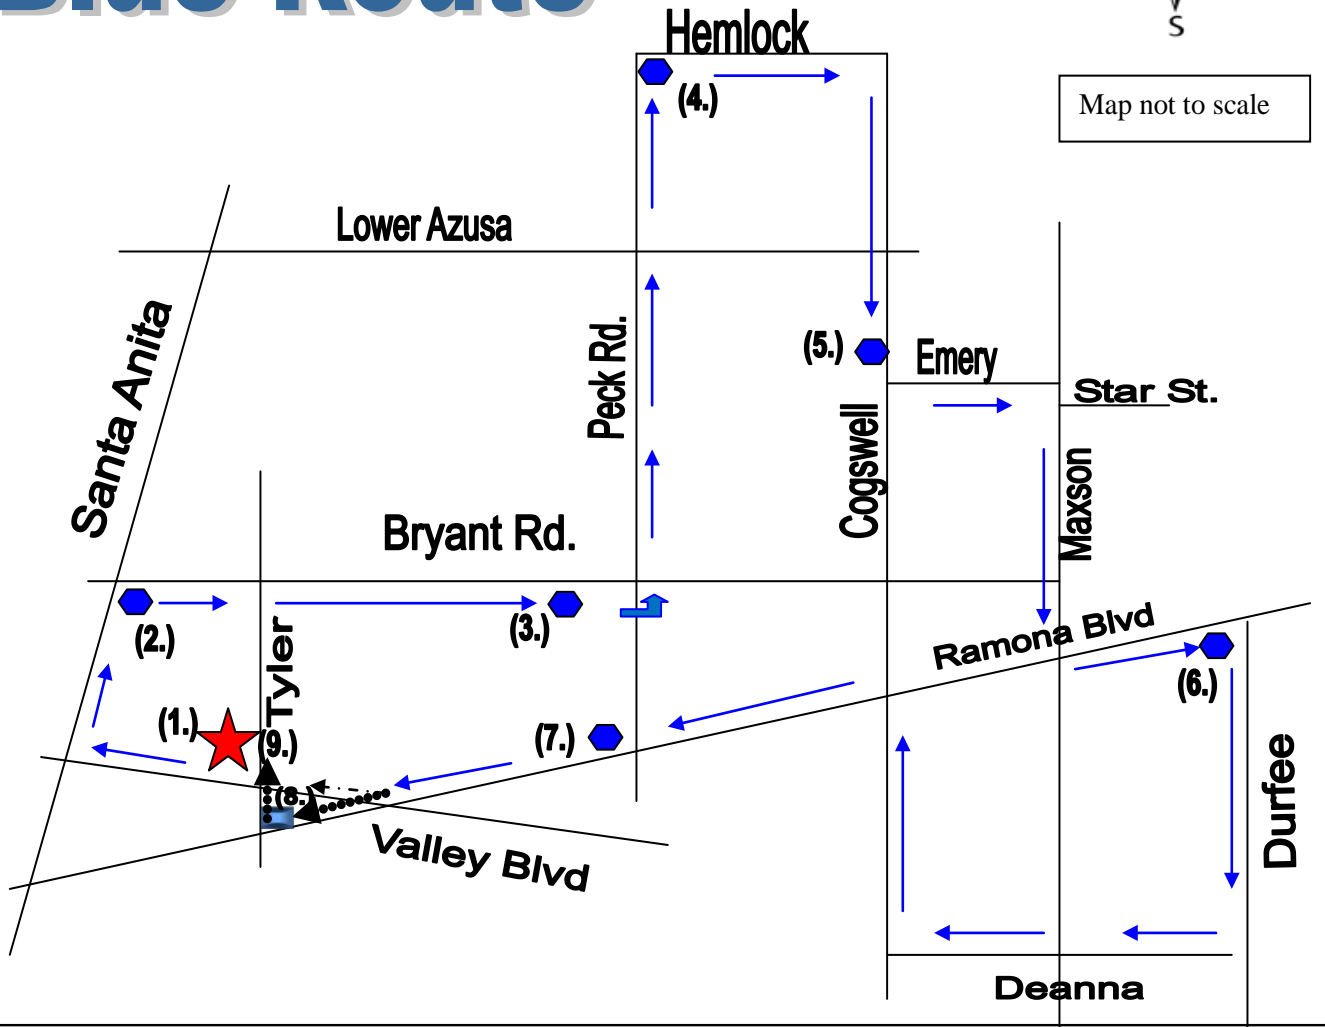 Blue Route
S
Hemlock
Map not to scale
(4.)
Lower Azusa
Santa Anita
Peck Rd.
(5.)
Emery
Star St.
Cogswell
Maxson
Bryant Rd.
(2.)
(3.)
Tyler
Ramona Blvd
(6.)
(1.)
(9.)
(7.)
(8.)
Valley Blvd
Durfee
Deanna